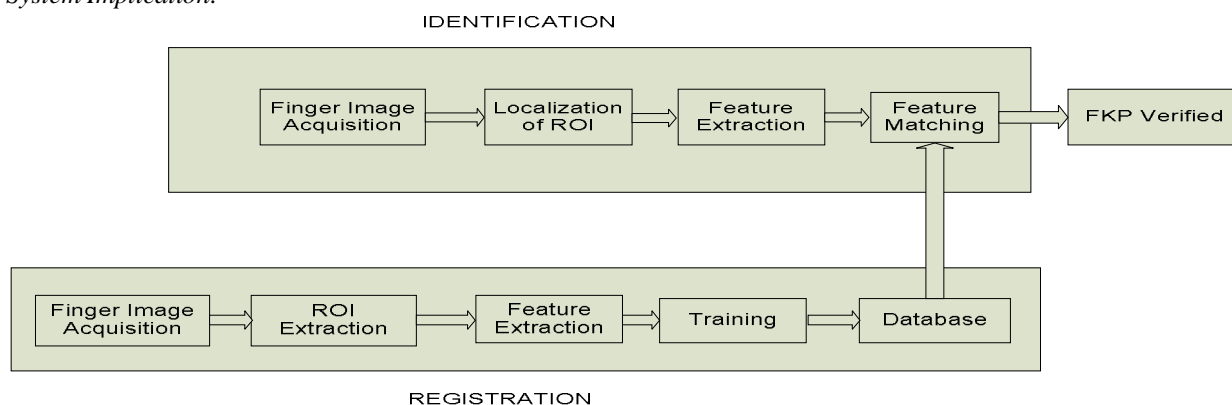 System Implication:
IDENTIFICATION
Finger Image
Acquisition
Localization
of ROI
Feature
Extraction
Feature
Matching
FKP Verified
Finger Image
Acquisition
ROI
Extraction
Feature
Extraction
Training
Database
REGISTRATION